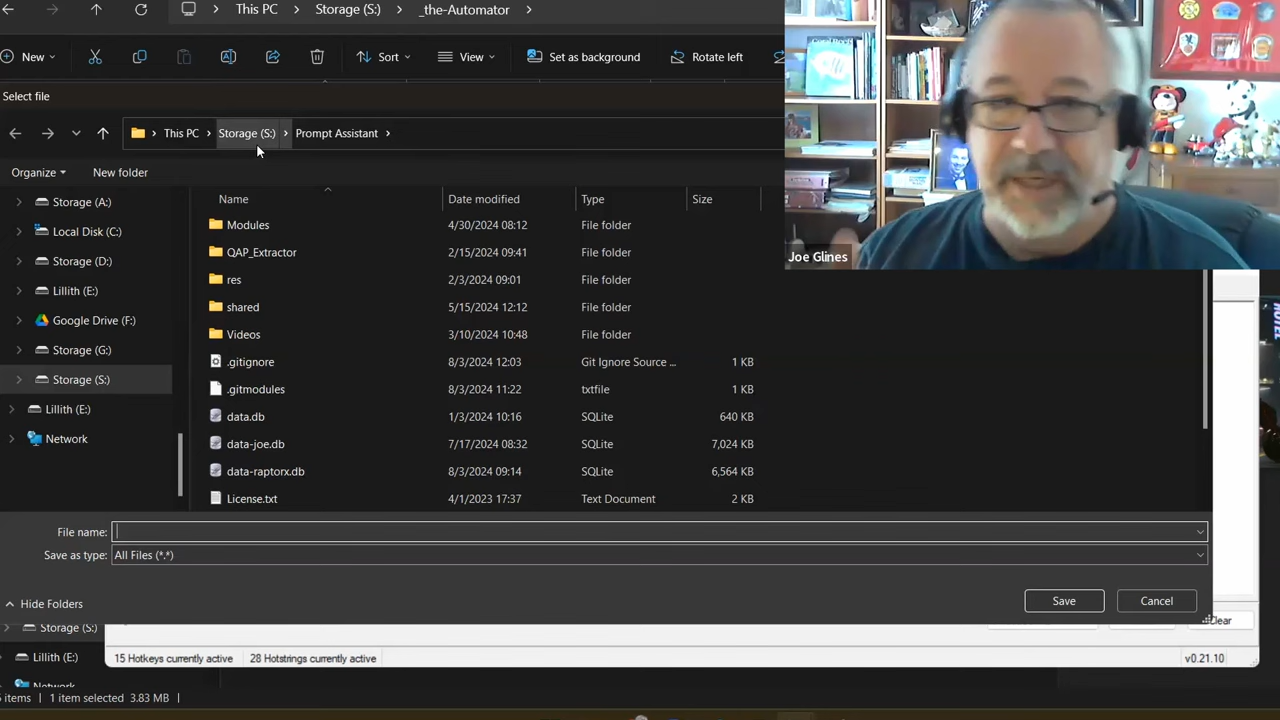 This PC > Storage (S:) > _the-Automator >
New Sort View Set as background Rotate left
Select file
This PC > Storage (S:) > Prompt Assistant >
Organize New folder
Name Date modified Type Size
Storage (A:)
Local Disk (C:)
Storage (D:)
Lillith (E:)
Google Drive (F:)
Storage (G:)
Storage (S:)
Lillith (E:)
Network
Modules 4/30/2024 08:12 File folder
QAP_Extractor 2/15/2024 09:41 File folder
res 2/3/2024 09:01 File folder
shared 5/15/2024 12:12 File folder
Videos 3/10/2024 10:48 File folder
.gitignore 8/3/2024 12:03 Git Ignore Source ... 1 KB
.gitmodules 8/3/2024 11:22 txtfile 1 KB
data.db 1/3/2024 10:16 SQLite 640 KB
data-joe.db 7/17/2024 08:32 SQLite 7,024 KB
data-raptorx.db 8/3/2024 09:14 SQLite 6,564 KB
License.txt 4/1/2023 17:37 Text Document 2 KB
Joe Glines
File name:
Save as type: All Files (*.*)
Hide Folders Save Cancel
Storage (S:) Clear
Lillith (E:) 15 Hotkeys currently active 28 Hotstrings currently active v0.21.10
Network
items 1 item selected 3.83 MB